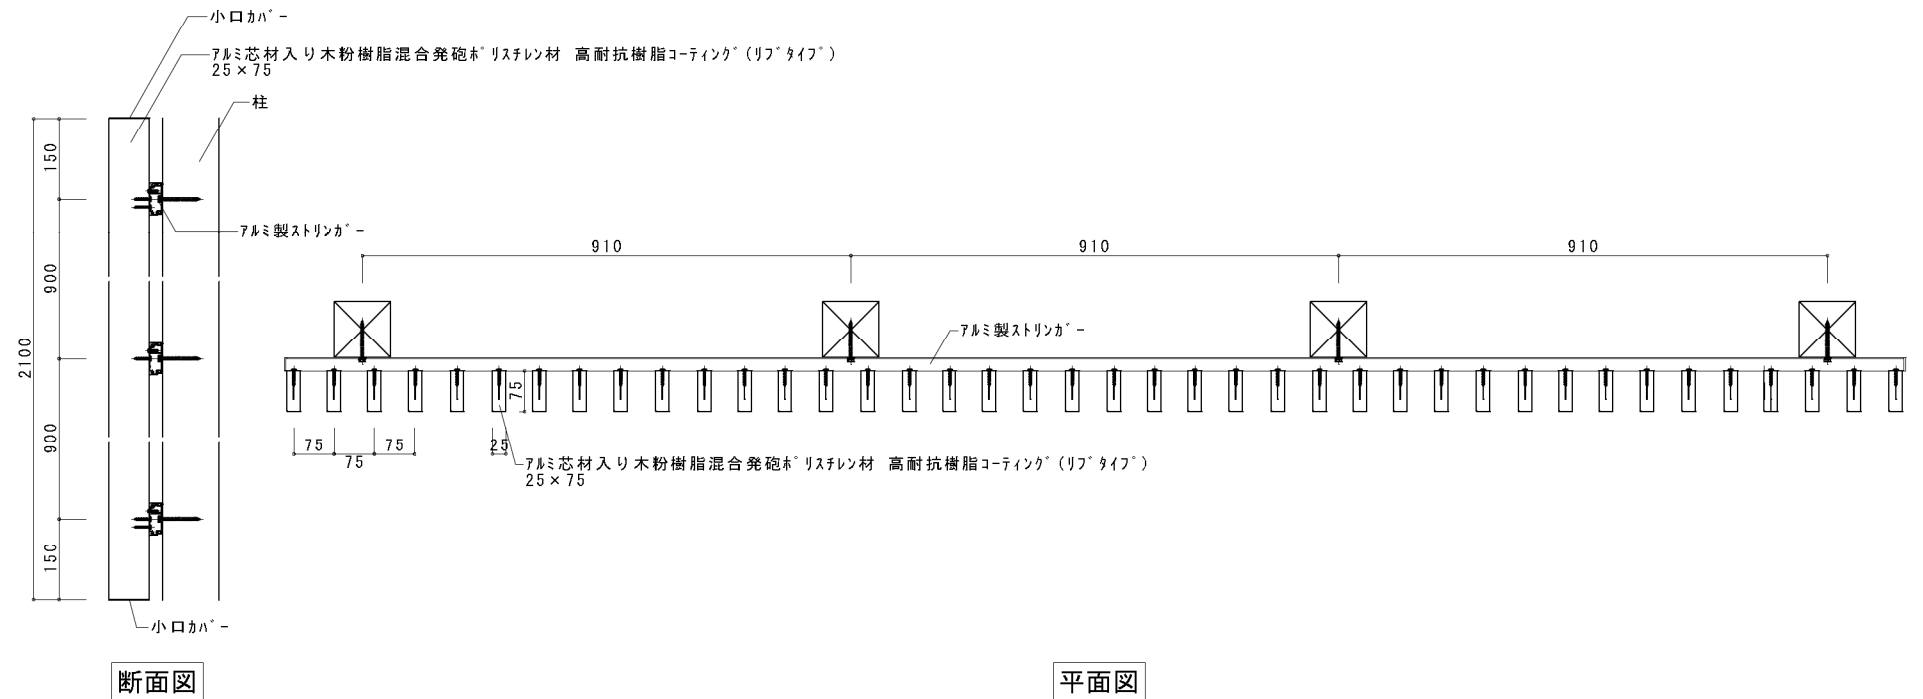 小口ｶﾊﾞｰ
ｱﾙﾐ芯材入り木粉樹脂混合発砲ﾎﾟﾘｽﾁﾚﾝ材 高耐抗樹脂ｺｰﾃｨﾝｸﾞ(ﾘﾌﾞﾀｲﾌﾟ)
25×75
柱
150
ｱﾙﾐ製ｽﾄﾘﾝｶﾞｰ
900
2100
900
150
小口ｶﾊﾞｰ
断面図
910
910
910
ｱﾙﾐ製ｽﾄﾘﾝｶﾞｰ
75
75
75
75
25
ｱﾙﾐ芯材入り木粉樹脂混合発砲ﾎﾟﾘｽﾁﾚﾝ材 高耐抗樹脂ｺｰﾃｨﾝｸﾞ(ﾘﾌﾞﾀｲﾌﾟ)
25×75
平面図